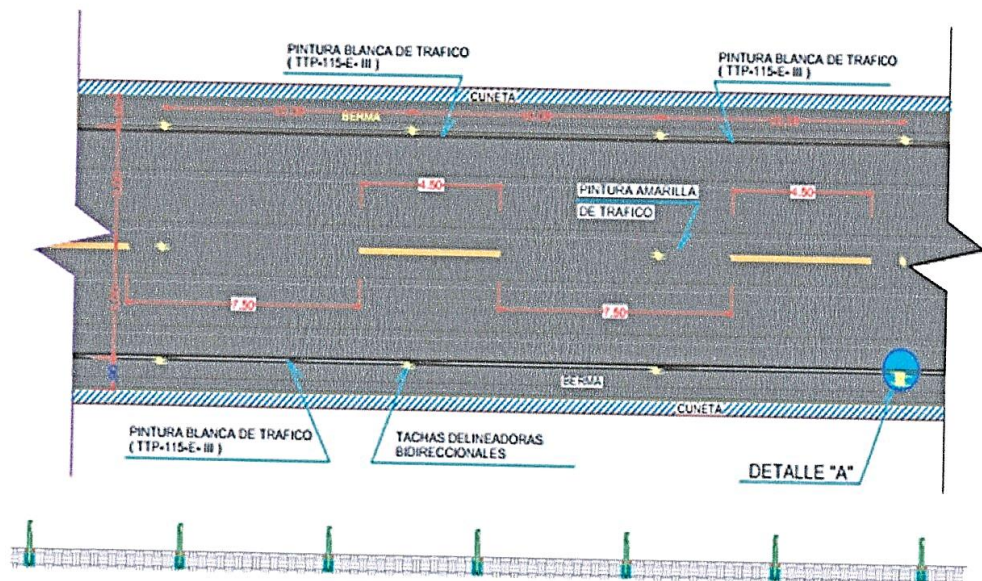 PINTURA BLANCA DE TRAFICO
( TTP-115-E- III )
PINTURA BLANCA DE TRAFICO
( TTP-115-E- III )
CUNETA
BERMA
4.50
PINTURA AMARILLA
DE TRAFICO
4.50
7.50
7.50
BERMA
CUNETA
PINTURA BLANCA DE TRAFICO
( TTP-115-E- III )
TACHAS DELINEADORAS
BIDIRECCIONALES
DETALLE "A"